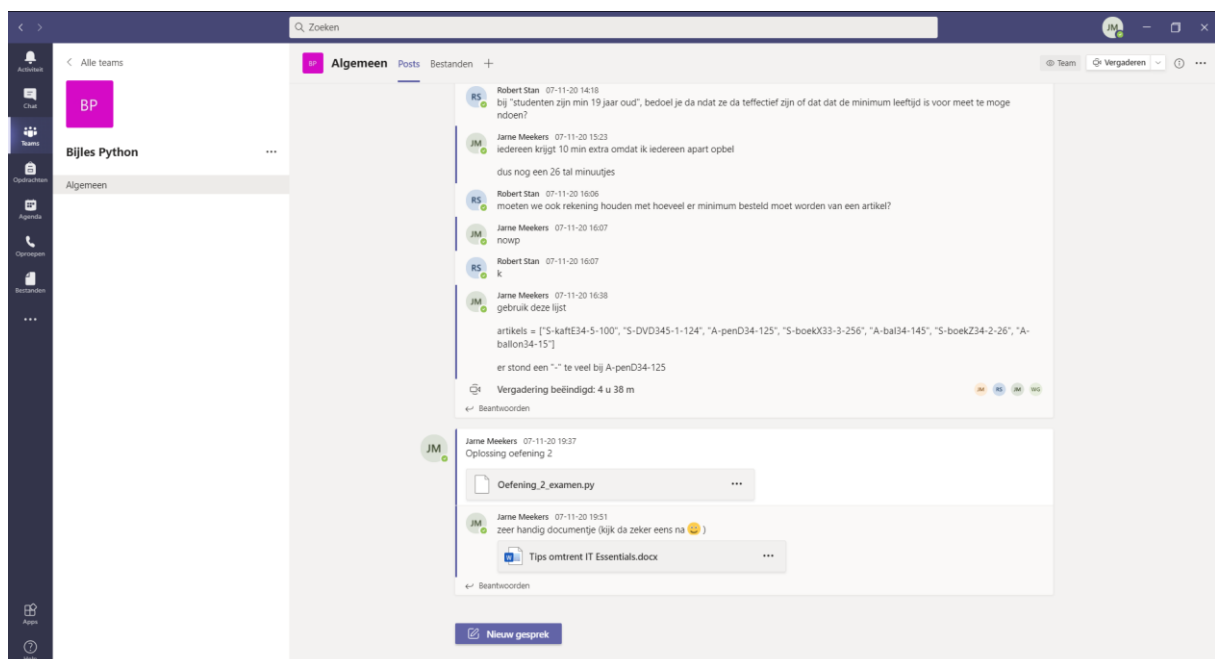 Zoeken
JM
Activiteit
Chat
Teams
Opdrachten
Agenda
Oproepen
Bestanden
Apps
Alle teams
BP
Bijles Python
Algemeen
BP Algemeen Posts Bestanden
Team Vergaderen
RS Robert Stan 07-11-20 14:18
bij "studenten zijn min 19 jaar oud", bedoel je da ndat ze da teffectief zijn of dat dat de minimum leeftijd is voor meet te moge
ndoen?
JM Jarne Meekers 07-11-20 15:23
iedereen krijgt 10 min extra omdat ik iedereen apart opbel
dus nog een 26 tal minuutjes
RS Robert Stan 07-11-20 16:06
moeten we ook rekening houden met hoeveel er minimum besteld moet worden van een artikel?
JM Jarne Meekers 07-11-20 16:07
nowp
RS Robert Stan 07-11-20 16:07
k
JM Jarne Meekers 07-11-20 16:38
gebruik deze lijst
artikels = ["S-kaftE34-5-100", "S-DVD345-1-124", "A-penD34-125", "S-boekX33-3-256", "A-bal34-145", "S-boekZ34-2-26", "A-
ballon34-15"]
er stond een "-" te veel bij A-penD34-125
Vergadering beëindigd: 4 u 38 m
JM RS JM WG
Beantwoorden
JM Jarne Meekers 07-11-20 19:37
Oplossing oefening 2
Oefening_2_examen.py
JM Jarne Meekers 07-11-20 19:51
zeer handig documentje (kijk da zeker eens na 😀 )
Tips omtrent IT Essentials.docx
Beantwoorden
Nieuw gesprek